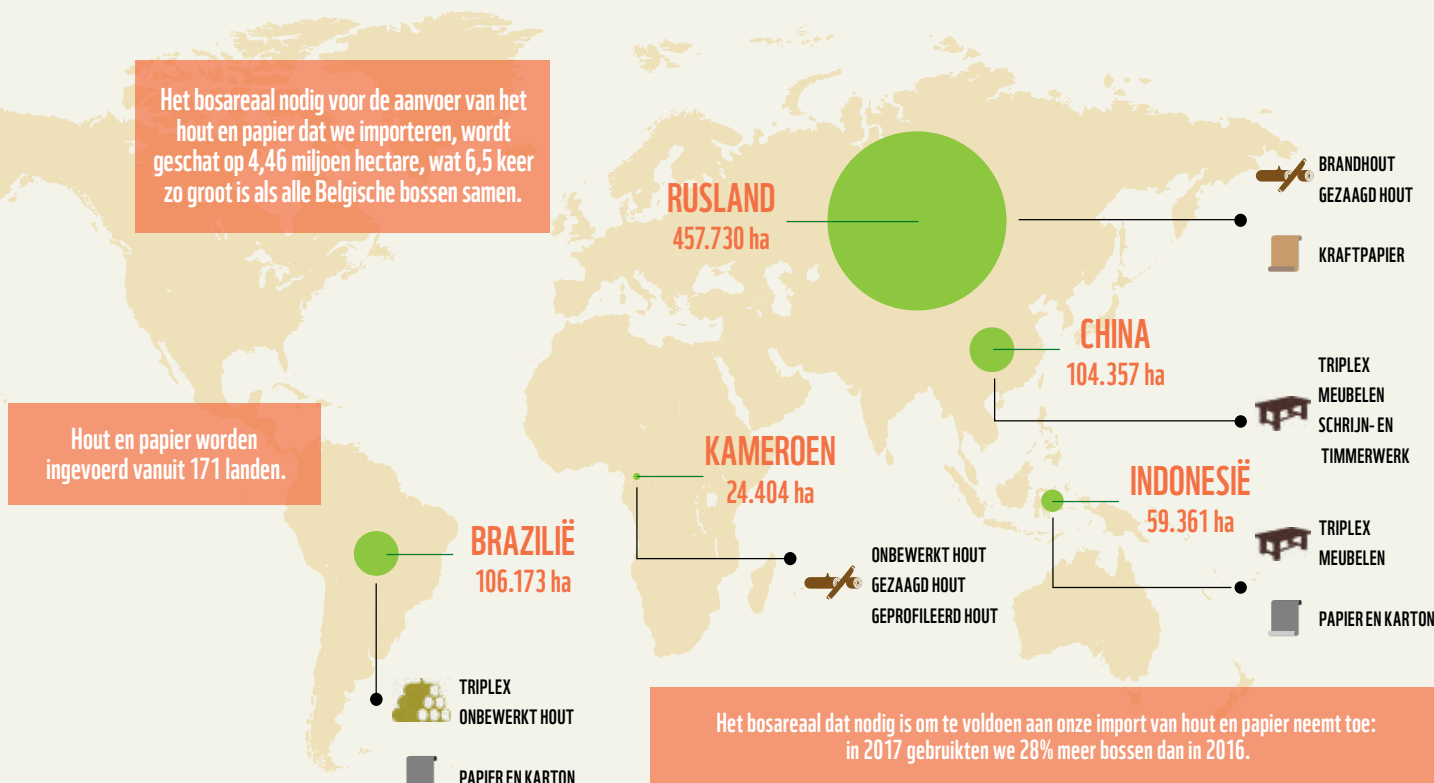 Het bosareaal nodig voor de aanvoer van het
hout en papier dat we importeren, wordt
geschat op 4,46 miljoen hectare, wat 6,5 keer
zo groot is als alle Belgische bossen samen.
RUSLAND
457.730 ha
BRANDHOUT
GEZAAGD HOUT
KRAFTPAPIER
CHINA
104.357 ha
TRIPLEX
MEUBELEN
SCHRIJN- EN
TIMMERWERK
Hout en papier worden
ingevoerd vanuit 171 landen.
KAMEROEN
24.404 ha
ONBEWERKT HOUT
GEZAAGD HOUT
GEPROFILEERD HOUT
INDONESIË
59.361 ha
TRIPLEX
MEUBELEN
PAPIER EN KARTON
BRAZILIË
106.173 ha
TRIPLEX
ONBEWERKT HOUT
PAPIER EN KARTON
Het bosareaal dat nodig is om te voldoen aan onze import van hout en papier neemt toe:
in 2017 gebruikten we 28% meer bossen dan in 2016.